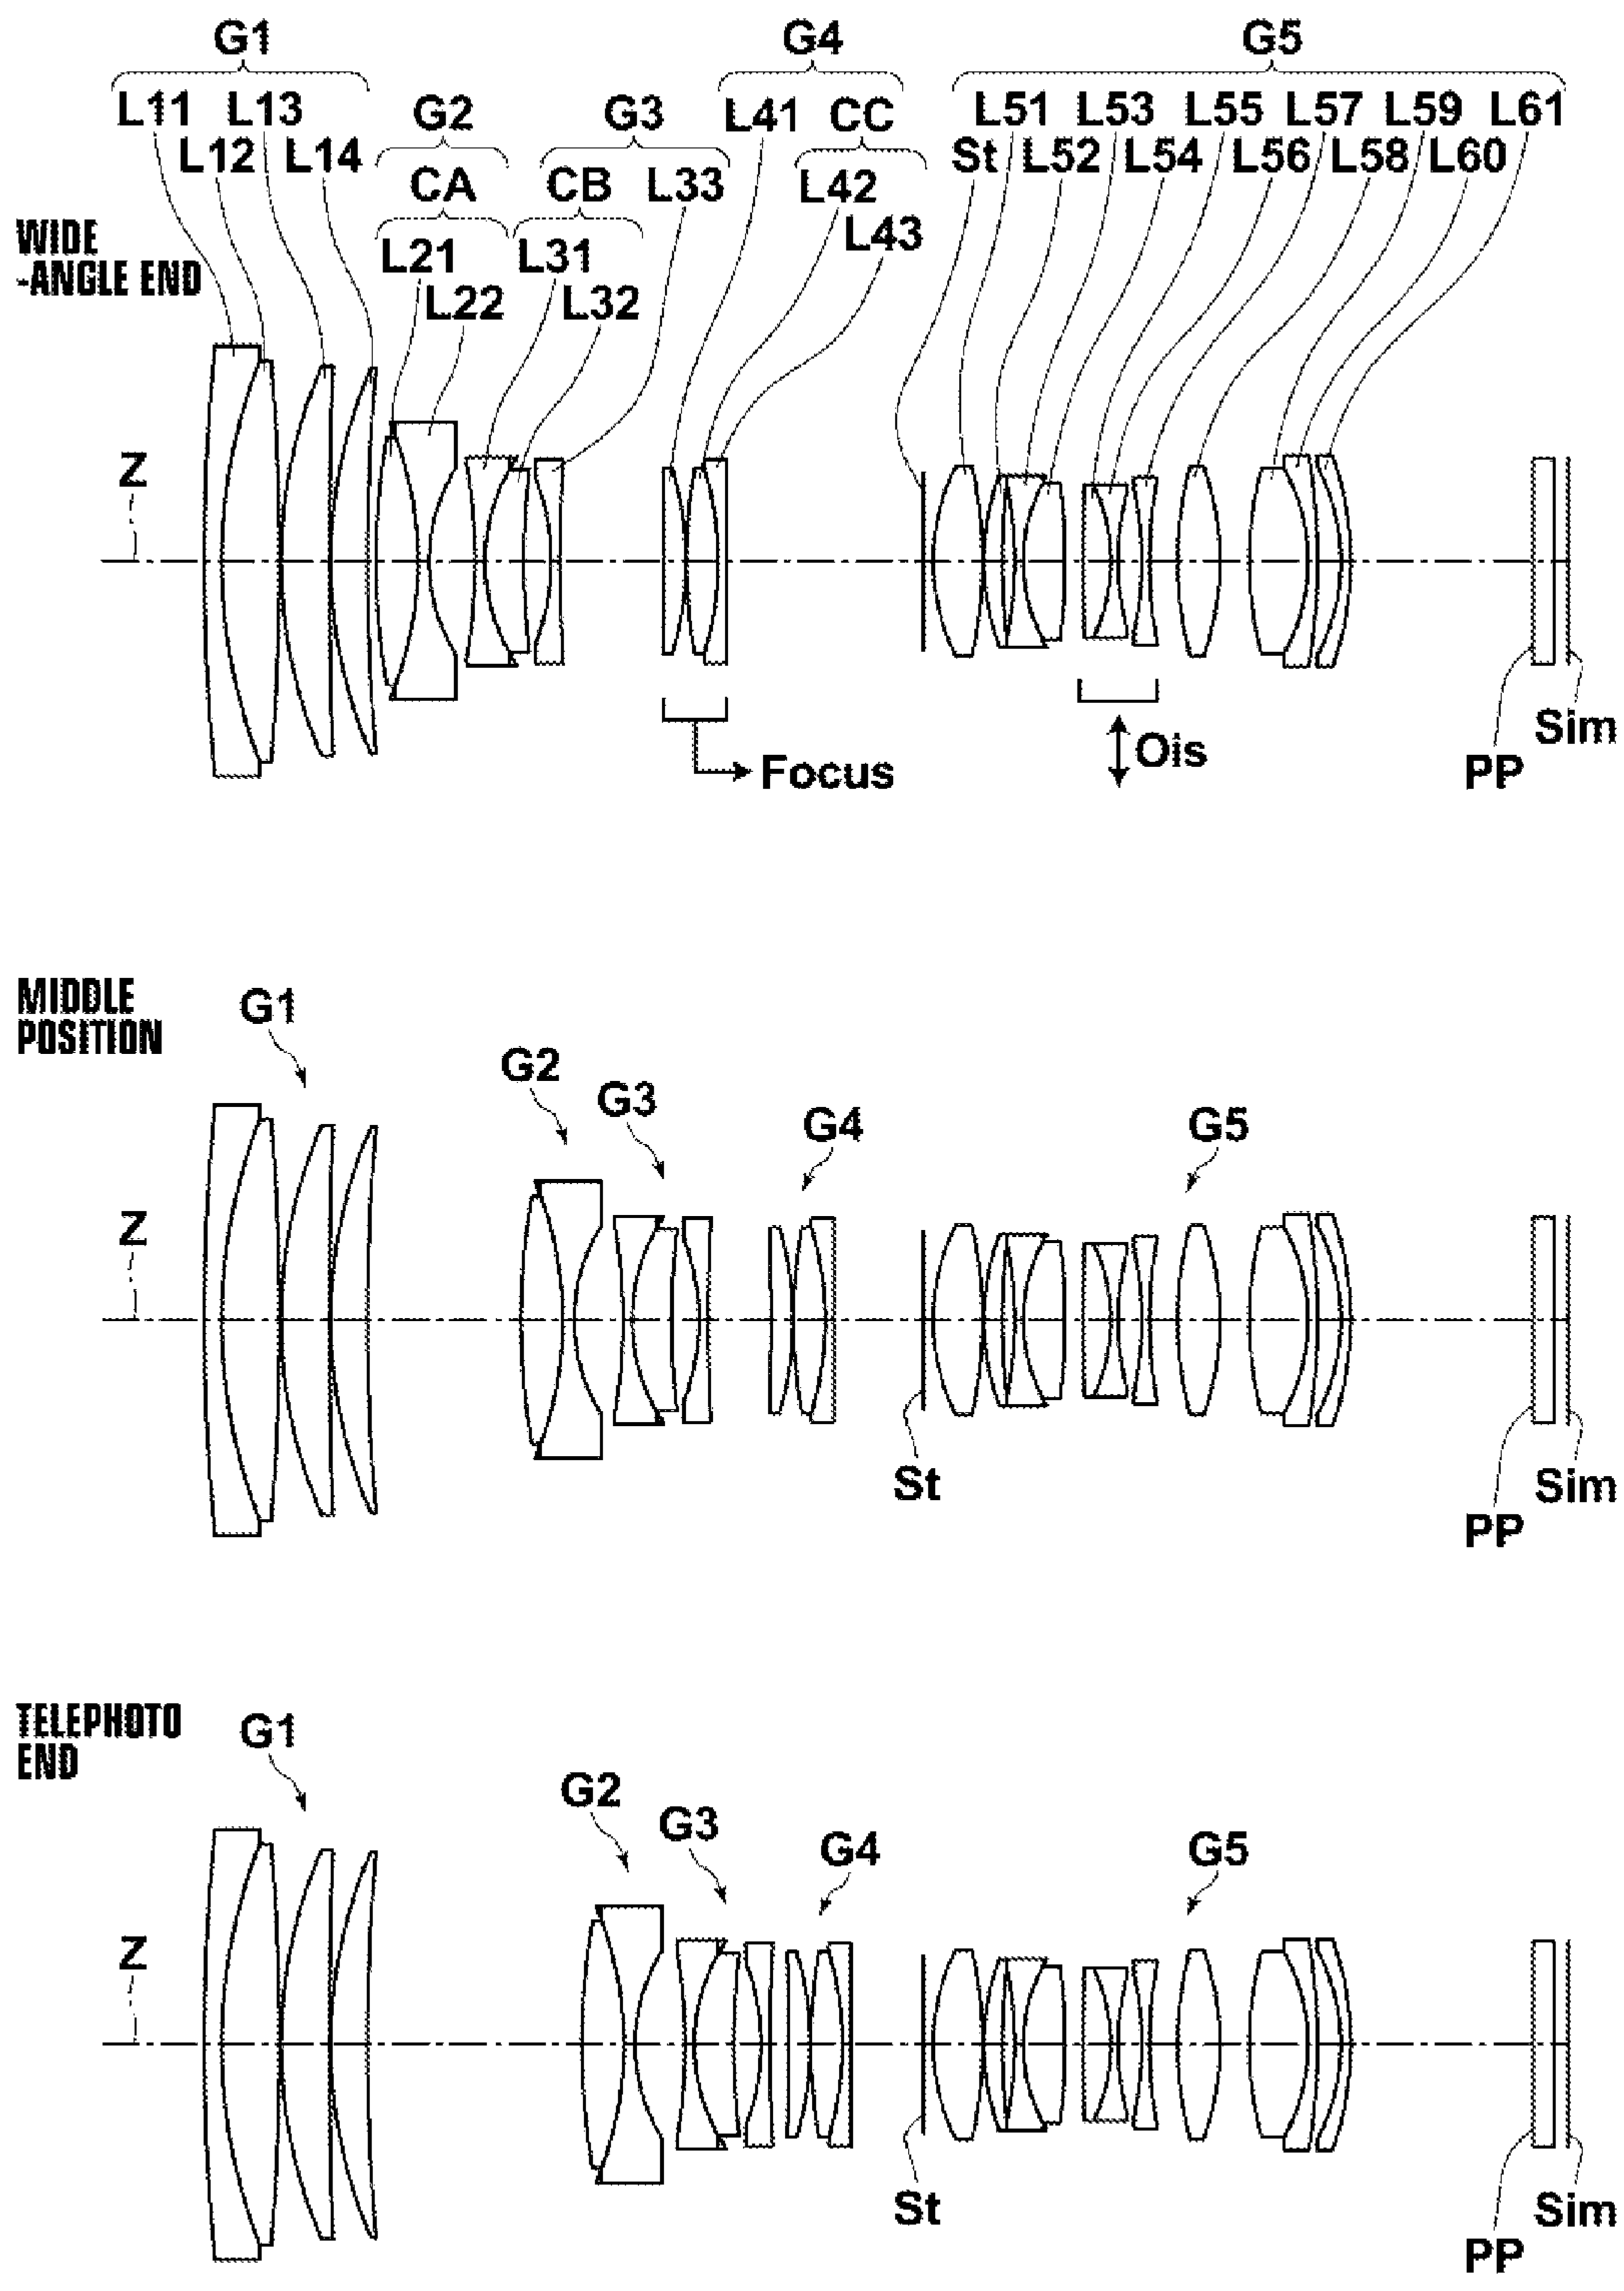 G1 G4 G5
L11 L13 G2 G3 L41 CC L51 L53 L55 L57 L59 L61
L12 L14 St L52 L54 L56 L58 L60
CA CB L33 L42
L43
WIDE
-ANGLE END
L21 L31
L22 L32
Z
Focus
Ois
Sim
PP
MIDDLE
POSITION
G1
G2
G3
G4 G5
Z
St
Sim
PP
TELEPHOTO
END
G1
G2
G3
G4 G5
Z
St
Sim
PP